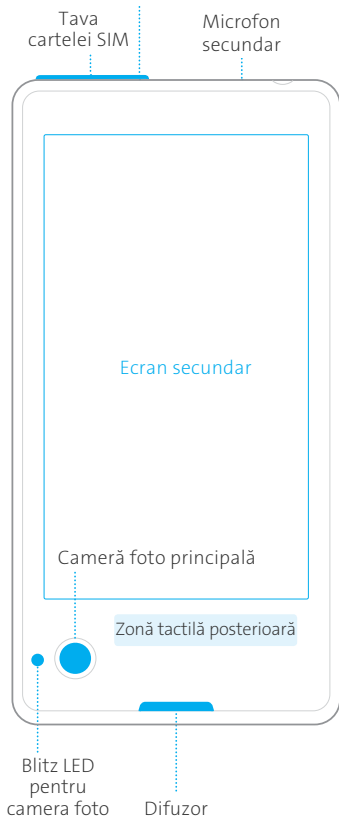 Tava
cartelei SIM
Microfon
secundar
Ecran secundar
Cameră foto principală
Zonă tactilă posterioară
Blitz LED
pentru
camera foto
Difuzor